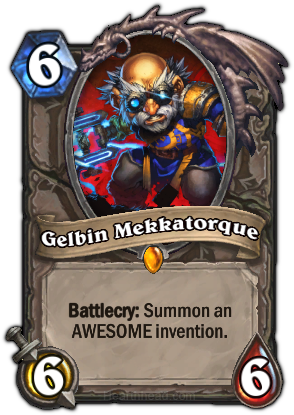 6
Gelbin Mekkatorque
Battlecry: Summon an
AWESOME invention.
6
6